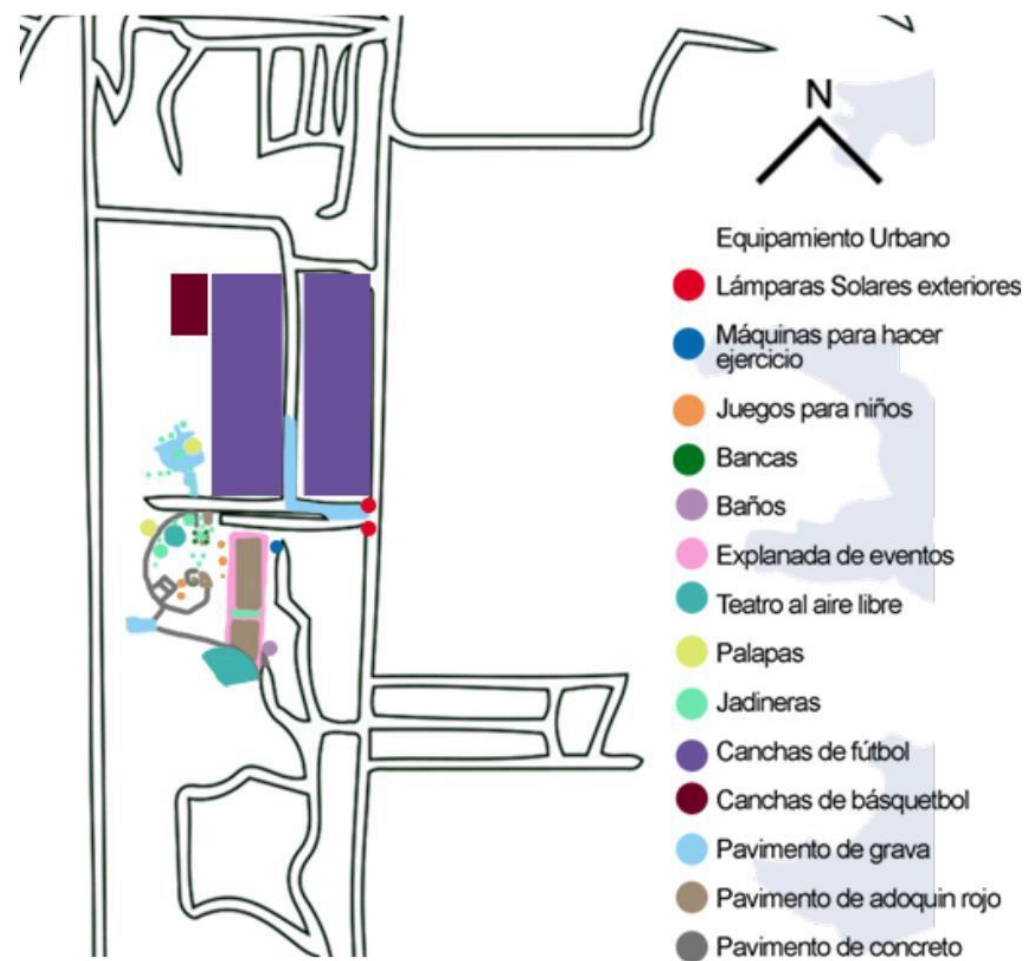 N
Equipamiento Urbano
Lámparas Solares exteriores
Máquinas para hacer
ejercicio
Juegos para niños
Bancas
Baños
Explanada de eventos
Teatro al aire libre
Palapas
Jadineras
Canchas de fútbol
Canchas de básquetbol
Pavimento de grava
Pavimento de adoquin rojo
Pavimento de concreto